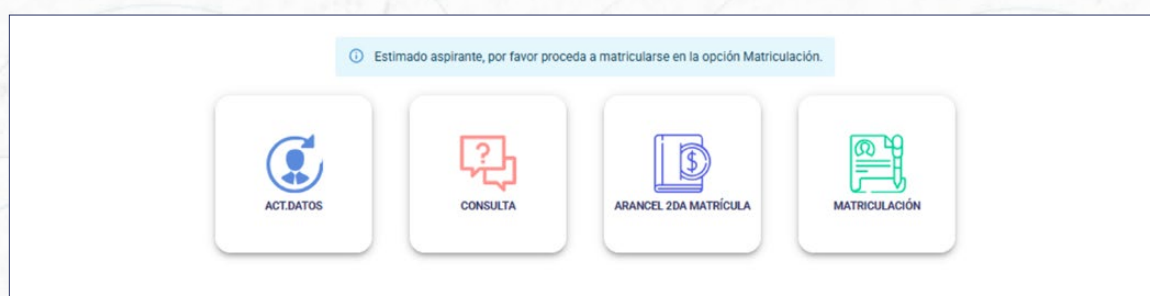 Estimado aspirante, por favor proceda a matricularse en la opción Matriculación.
ACT.DATOS
CONSULTA
ARANCEL 2DA MATRÍCULA
MATRICULACIÓN